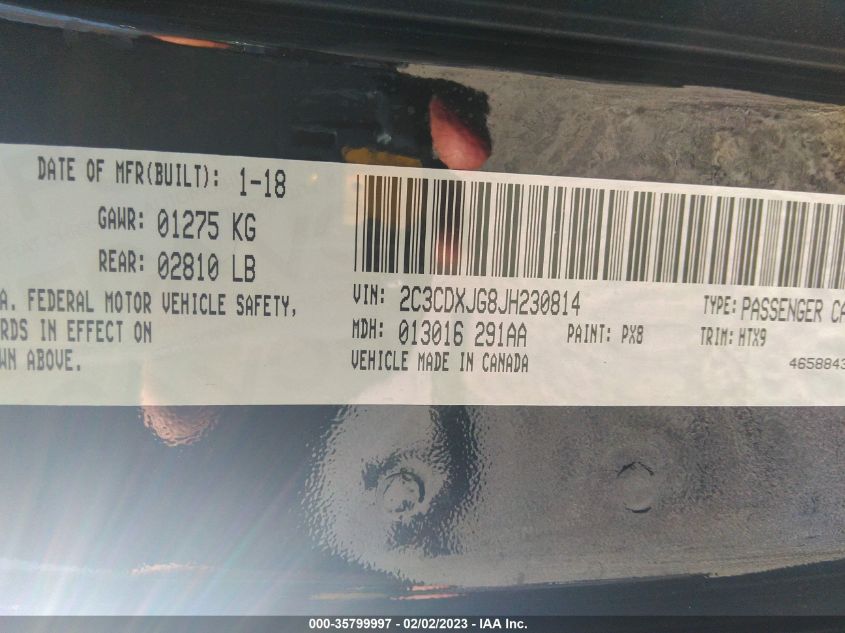 DATE OF MFR(BUILT): 1-18
GAWR: 01275 KG
REAR: 02810 LB
A. FEDERAL MOTOR VEHICLE SAFETY,
RDS IN EFFECT ON
WN ABOVE.
VIN: 2C3CDXJG8JH230814
TYPE: PASSENGER CA
MDH: 013016 291AA
PAINT: PX8
TRIM: HTX9
VEHICLE MADE IN CANADA
4658843
000-35799997 - 02/02/2023 - IAA Inc.